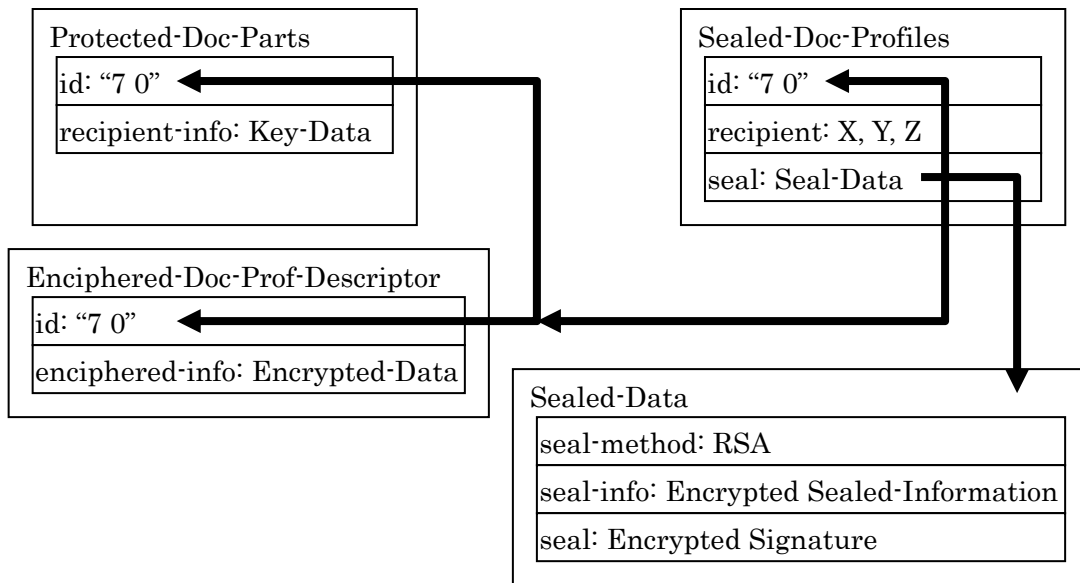 Protected-Doc-Parts
id: “7 0”
recipient-info: Key-Data
Sealed-Doc-Profiles
id: “7 0”
recipient: X, Y, Z
seal: Seal-Data
Enciphered-Doc-Prof-Descriptor
id: “7 0”
enciphered-info: Encrypted-Data
Sealed-Data
seal-method: RSA
seal-info: Encrypted Sealed-Information
seal: Encrypted Signature